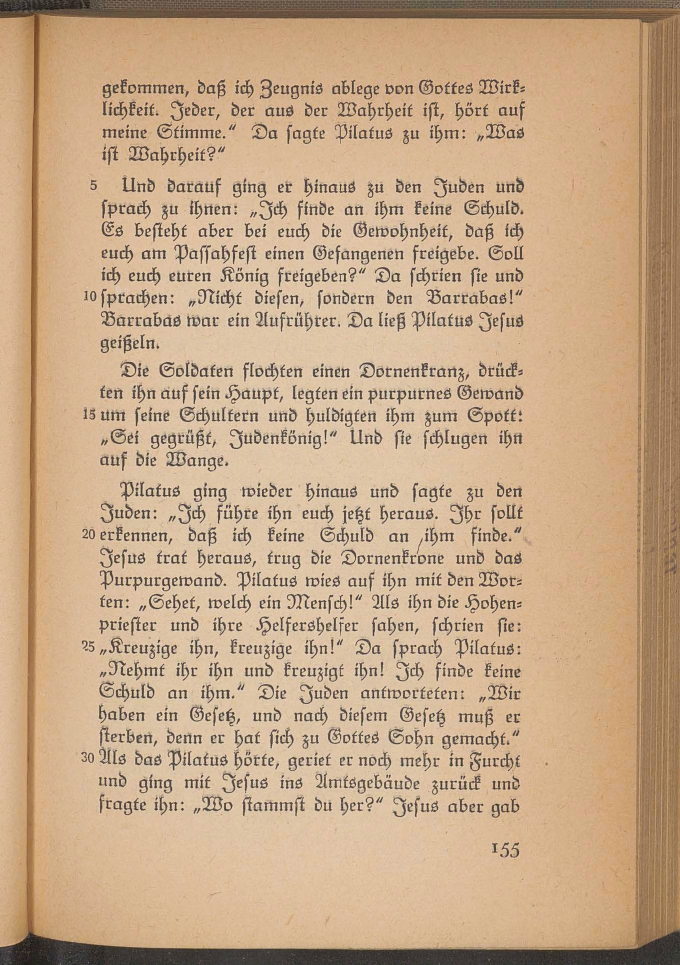 gekommen, daß ich Zeugnis ablege von Gottes Wirk-
lichkeit. Jeder, der aus der Wahrheit ist, hört auf
meine Stimme.“ Da sagte Pilatus zu ihm: „Was
ist Wahrheit?“
5 Und darauf ging er hinaus zu den Juden und
sprach zu ihnen: „Ich finde an ihm keine Schuld.
Es besteht aber bei euch die Gewohnheit, daß ich
euch am Passahfest einen Gefangenen freigebe. Soll
ich euch euren König freigeben?“ Da schrien sie und
10 sprachen: „Nicht diesen, sondern den Barrabas!“
Barrabas war ein Aufrührer. Da ließ Pilatus Jesus
geißeln.
Die Soldaten flochten einen Dornenkranz, drück-
ten ihn auf sein Haupt, legten ein purpurnes Gewand
15 um seine Schultern und huldigten ihm zum Spott:
„Sei gegrüßt, Judenkönig!“ Und sie schlugen ihn
auf die Wange.
Pilatus ging wieder hinaus und sagte zu den
Juden: „Ich führe ihn euch jetzt heraus. Ihr sollt
20 erkennen, daß ich keine Schuld an ihm finde.“
Jesus trat heraus, trug die Dornenkrone und das
Purpurgewand. Pilatus wies auf ihn mit den Wor-
ten: „Sehet, welch ein Mensch!“ Als ihn die Hohen-
priester und ihre Helfershelfer sahen, schrien sie:
25 „Kreuzige ihn, kreuzige ihn!“ Da sprach Pilatus:
„Nehmt ihr ihn und kreuzigt ihn! Ich finde keine
Schuld an ihm.“ Die Juden antworteten: „Wir
haben ein Gesetz, und nach diesem Gesetz muß er
sterben, denn er hat sich zu Gottes Sohn gemacht.“
30 Als das Pilatus hörte, geriet er noch mehr in Furcht
und ging mit Jesus ins Amtsgebäude zurück und
fragte ihn: „Wo stammst du her?“ Jesus aber gab
155